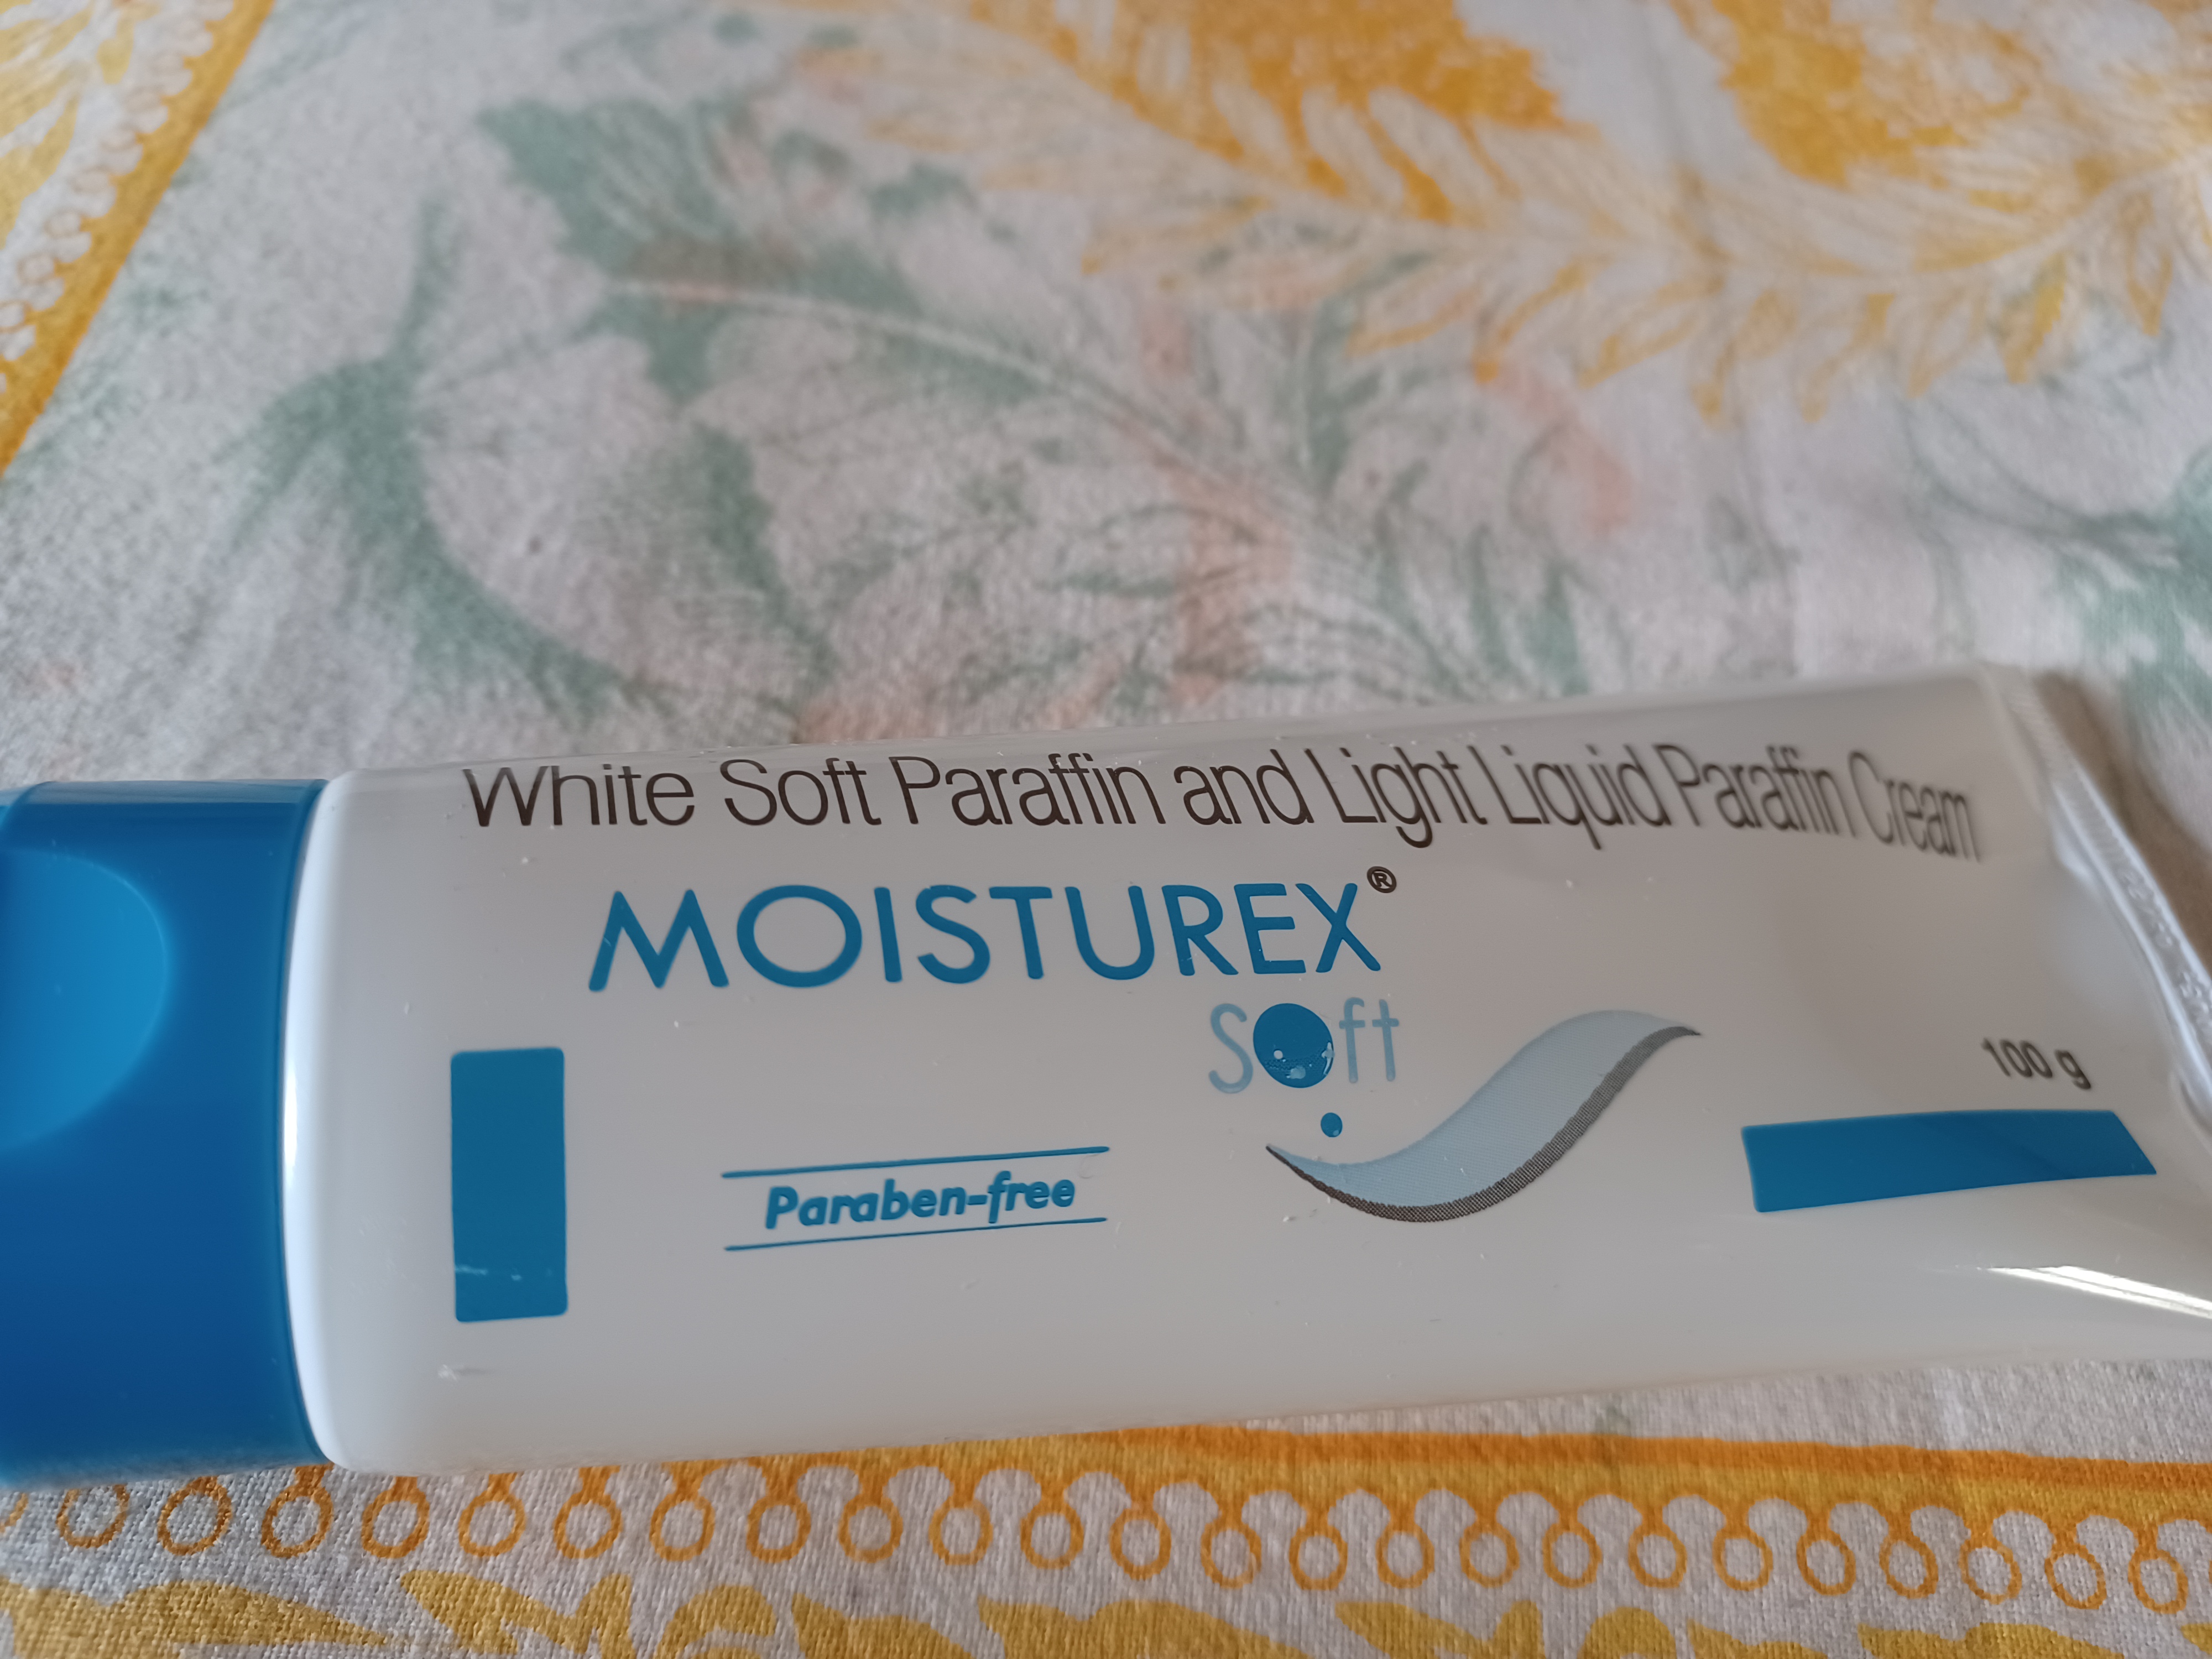 White Soft Paraffin and Light Liquid Paraffin Cream
MOISTUREX®
Soft
100 g
Paraben-free